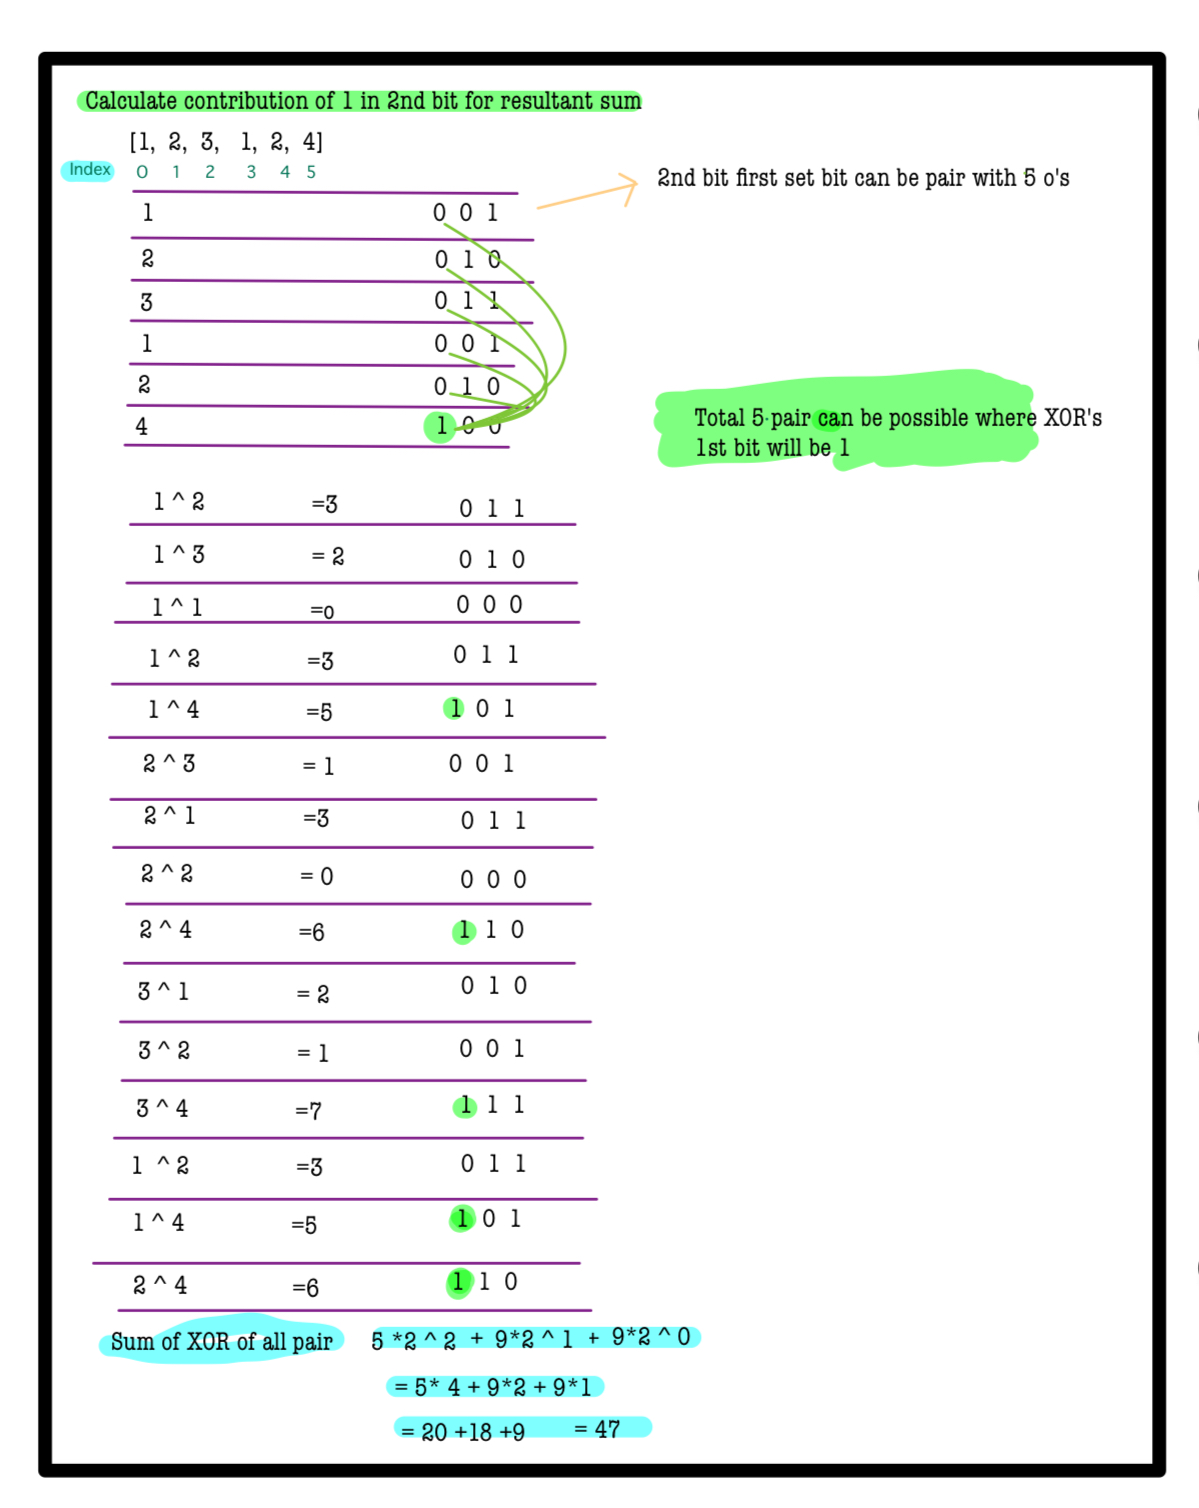 Calculate contribution of 1 in 2nd bit for resultant sum
[1, 2, 3, 1, 2, 4]
Index 0 1 2 3 4 5
2nd bit first set bit can be pair with 5 o's
1 0 0 1
2 0 1 0
3 0 1 1
1 0 0 1
2 0 1 0
4 1 0 0
Total 5 pair can be possible where XOR's
1st bit will be 1
1 ^ 2 =3 0 1 1
1 ^ 3 = 2 0 1 0
1 ^ 1 =o 0 0 0
1 ^ 2 =3 0 1 1
1 ^ 4 =5 1 0 1
2 ^ 3 = 1 0 0 1
2 ^ 1 =3 0 1 1
2 ^ 2 = 0 0 0 0
2 ^ 4 =6 1 1 0
3 ^ 1 = 2 0 1 0
3 ^ 2 = 1 0 0 1
3 ^ 4 =7 1 1 1
1 ^ 2 =3 0 1 1
1 ^ 4 =5 1 0 1
2 ^ 4 =6 1 1 0
Sum of XOR of all pair 5 *2 ^ 2 + 9*2 ^ 1 + 9*2 ^ 0
= 5* 4 + 9*2 + 9*1
= 20 +18 +9 = 47